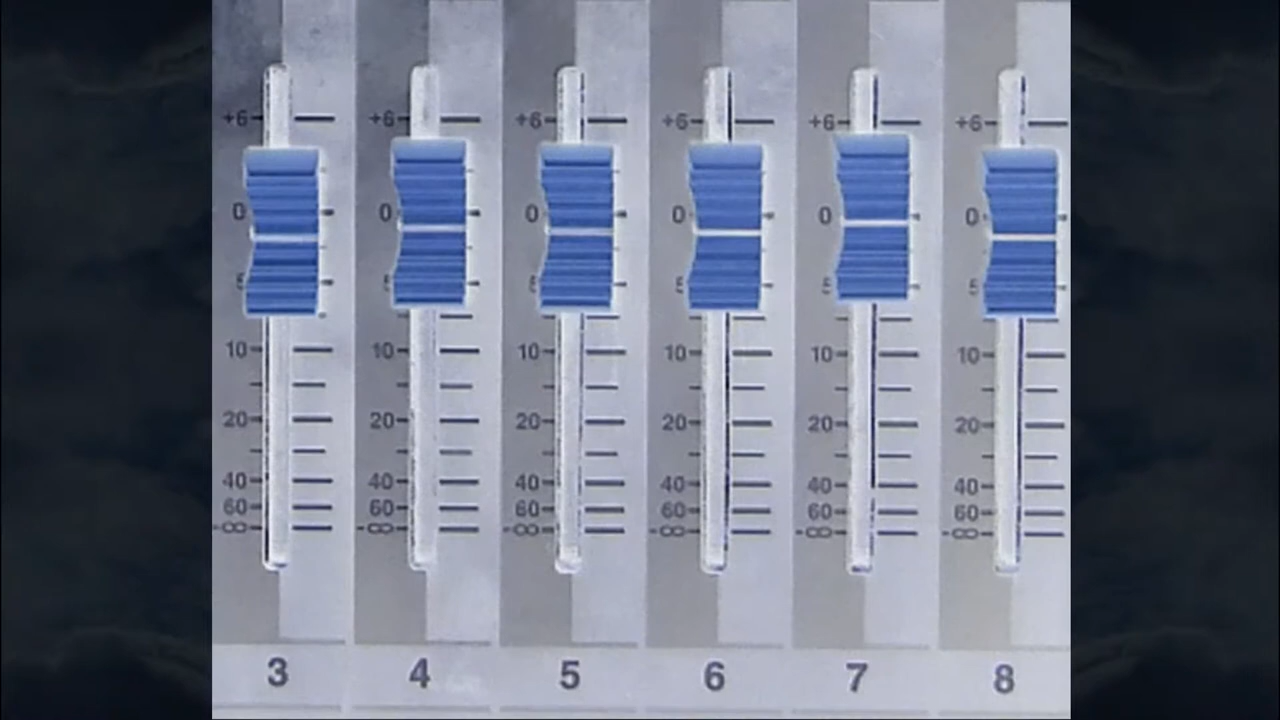 +6 +6 +6 +6 +6 +6
0 0 0 0 0 0
5 5 5 5 5 5
10 10 10 10 10 10
20 20 20 20 20 20
40 40 40 40 40 40
60 60 60 60 60 60
-∞ -∞ -∞ -∞ -∞ -∞
3 4 5 6 7 8